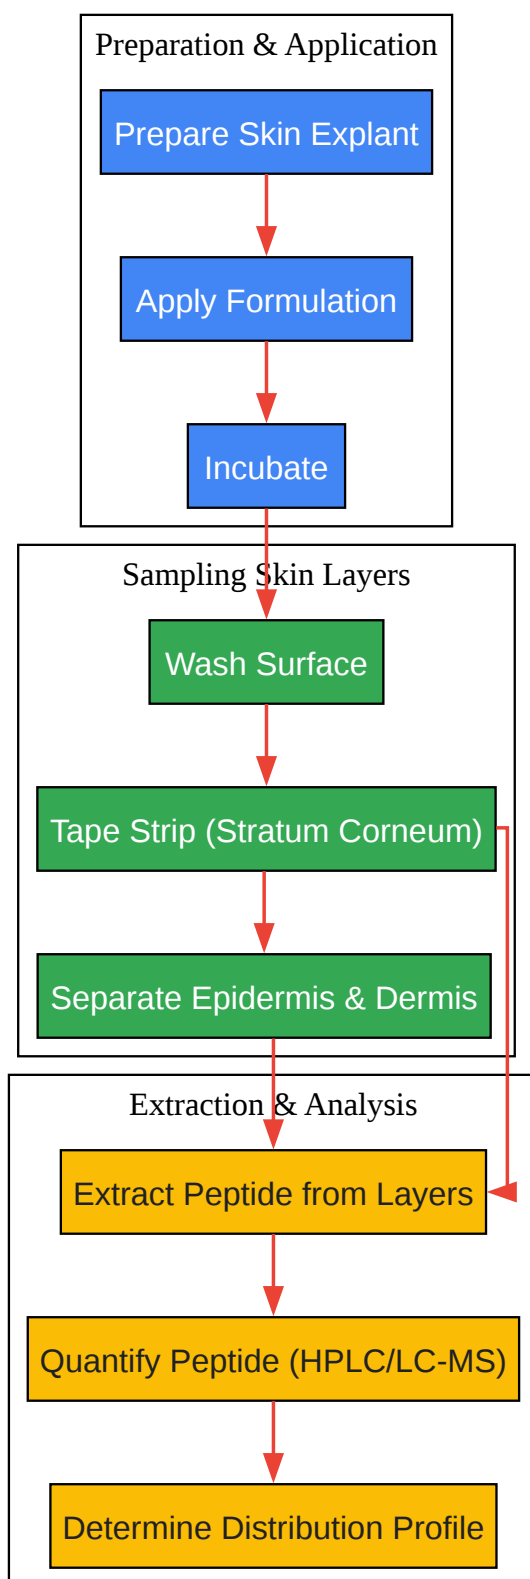 Preparation & Application
Prepare Skin Explant
Apply Formulation
Incubate
Sampling Skin Layers
Wash Surface
Tape Strip (Stratum Corneum)
Separate Epidermis & Dermis
Extraction & Analysis
Extract Peptide from Layers
Quantify Peptide (HPLC/LC-MS)
Determine Distribution Profile